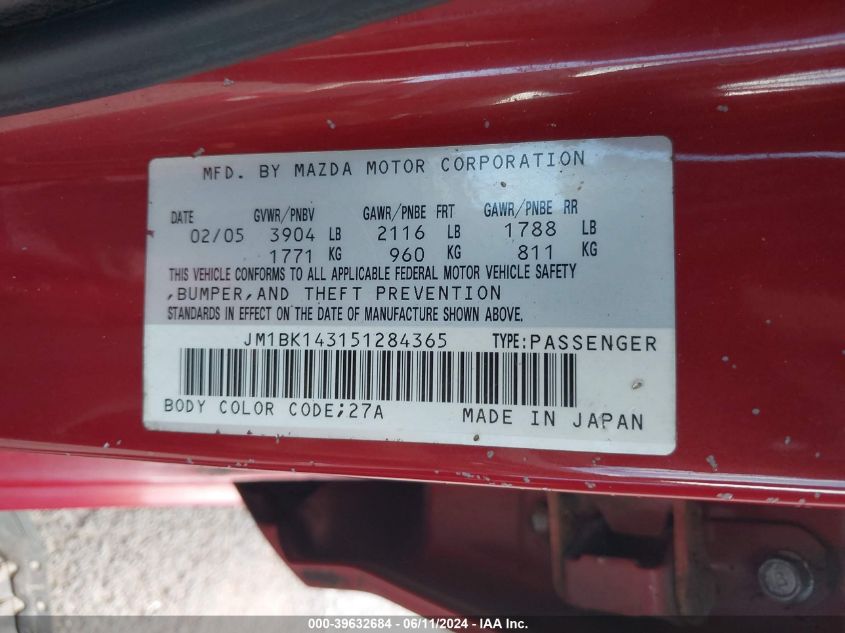 MFD. BY MAZDA MOTOR CORPORATION
DATE GVWR/PNBV GAWR/PNBE FRT GAWR/PNBE RR
02/05 3904 LB 2116 LB 1788 LB
1771 KG 960 KG 811 KG
THIS VEHICLE CONFORMS TO ALL APPLICABLE FEDERAL MOTOR VEHICLE SAFETY
,BUMPER,AND THEFT PREVENTION
STANDARDS IN EFFECT ON THE DATE OF MANUFACTURE SHOWN ABOVE.
JM1BK143151284365 TYPE:PASSENGER
BODY COLOR CODE;27A MADE IN JAPAN
000-39632684 - 06/11/2024 - IAA Inc.